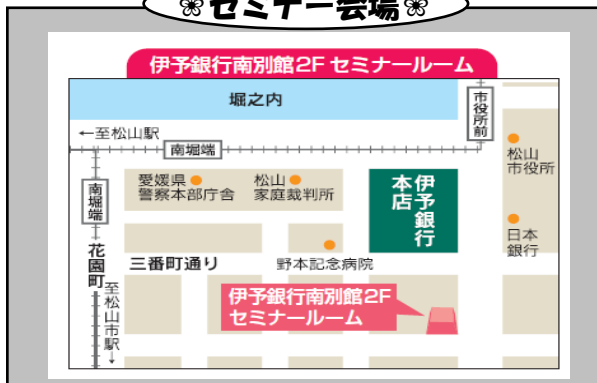 ❀セミナー会場❀
伊予銀行南別館2F セミナールーム
堀之内
市役所前
←至松山駅
南堀端
松山
市役所
南堀端
愛媛県
警察本部庁舎
松山
家庭裁判所
伊予銀行
本店
日本
銀行
花園町
三番町通り
野本記念病院
至松山市駅↓
伊予銀行南別館2F
セミナールーム